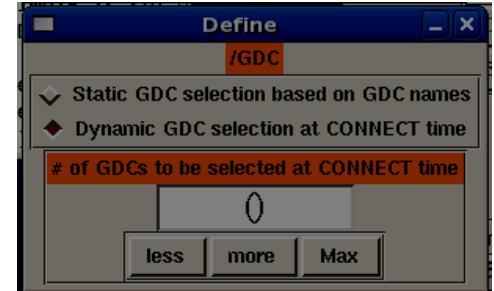 Define
/GDC
Static GDC selection based on GDC names
Dynamic GDC selection at CONNECT time
# of GDCs to be selected at CONNECT time
0
less more Max